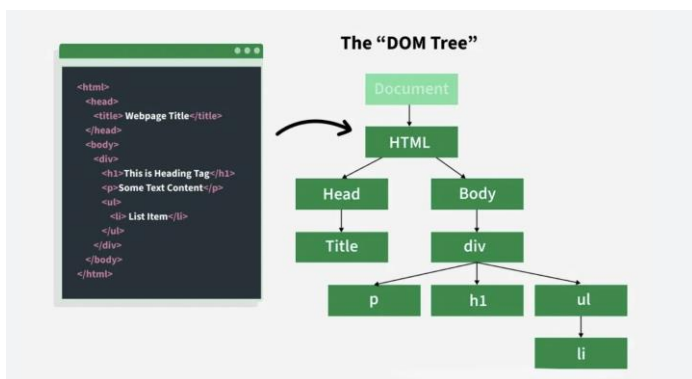 The “DOM Tree”
<html>
<head>
<title> Webpage Title</title>
</head>
<body>
<div>
<h1>This is Heading Tag</h1>
<p>Some Text Content</p>
<ul>
<li> List Item</li>
</ul>
</div>
</body>
</html>
Document
HTML
Head
Body
Title
div
p
h1
ul
li